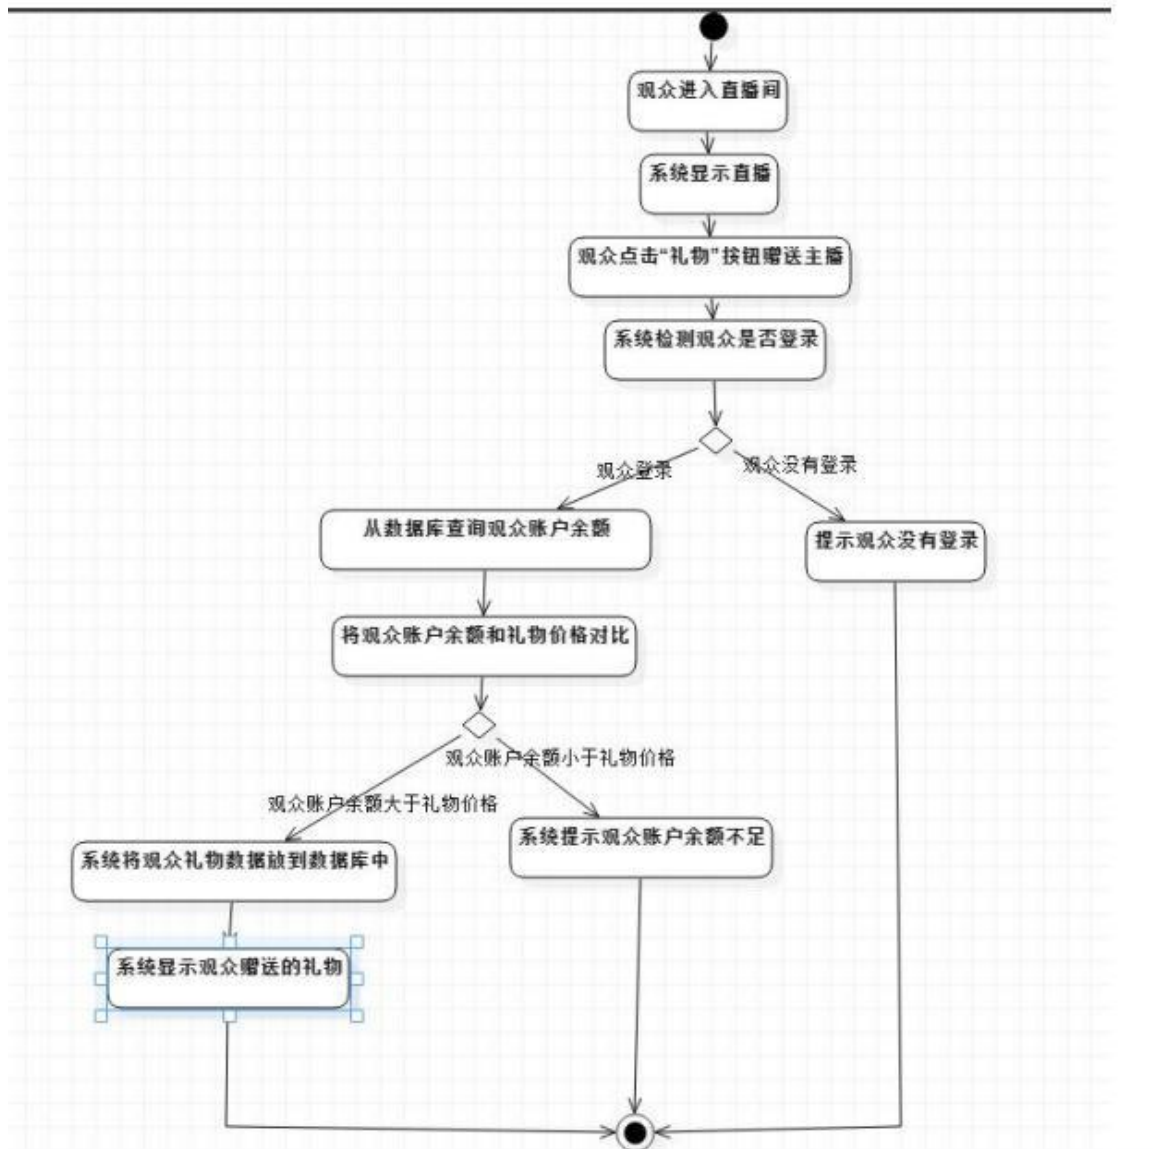 观众进入直播间
系统显示直播
观众点击“礼物”按钮赠送主播
系统检测观众是否登录
观众登录
观众没有登录
从数据库查询观众账户余额
提示观众没有登录
将观众账户余额和礼物价格对比
观众账户余额小于礼物价格
观众账户余额大于礼物价格
系统提示观众账户余额不足
系统将观众礼物数据放到数据库中
系统显示观众赠送的礼物